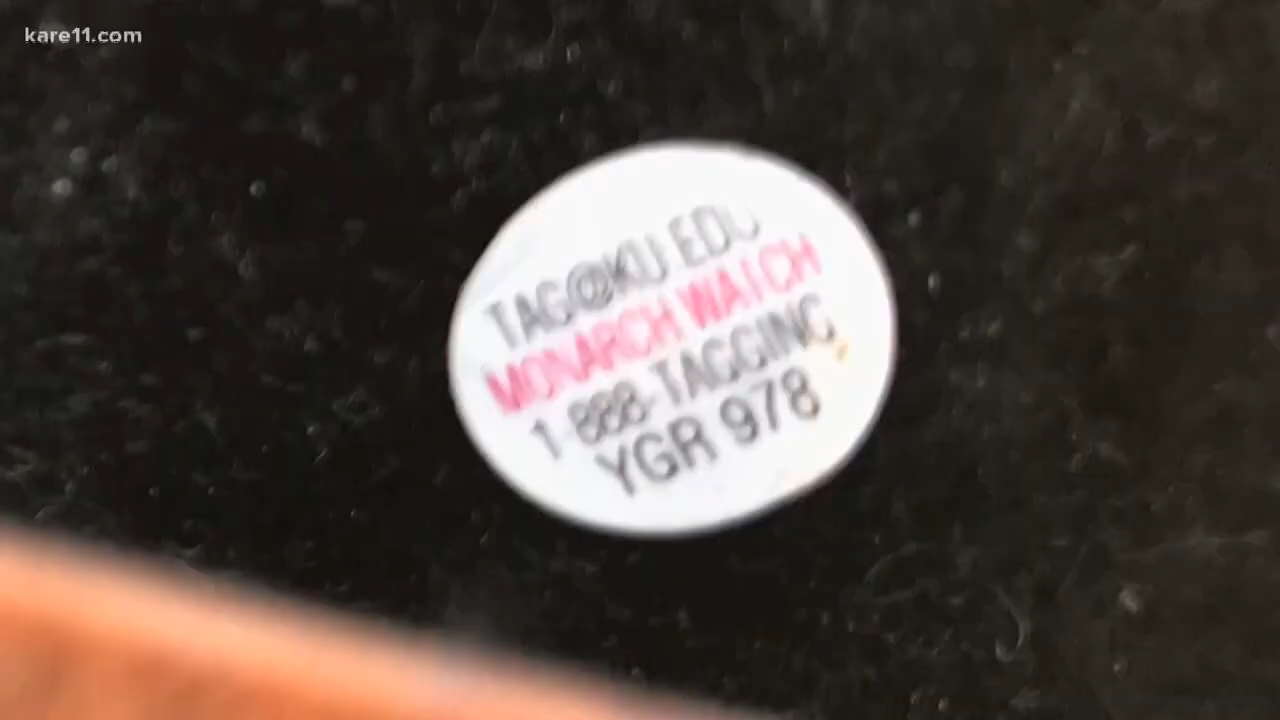 kare11.com
TAG@KU.EDU
MONARCH WATCH
1-888-TAGGING
YGR 978